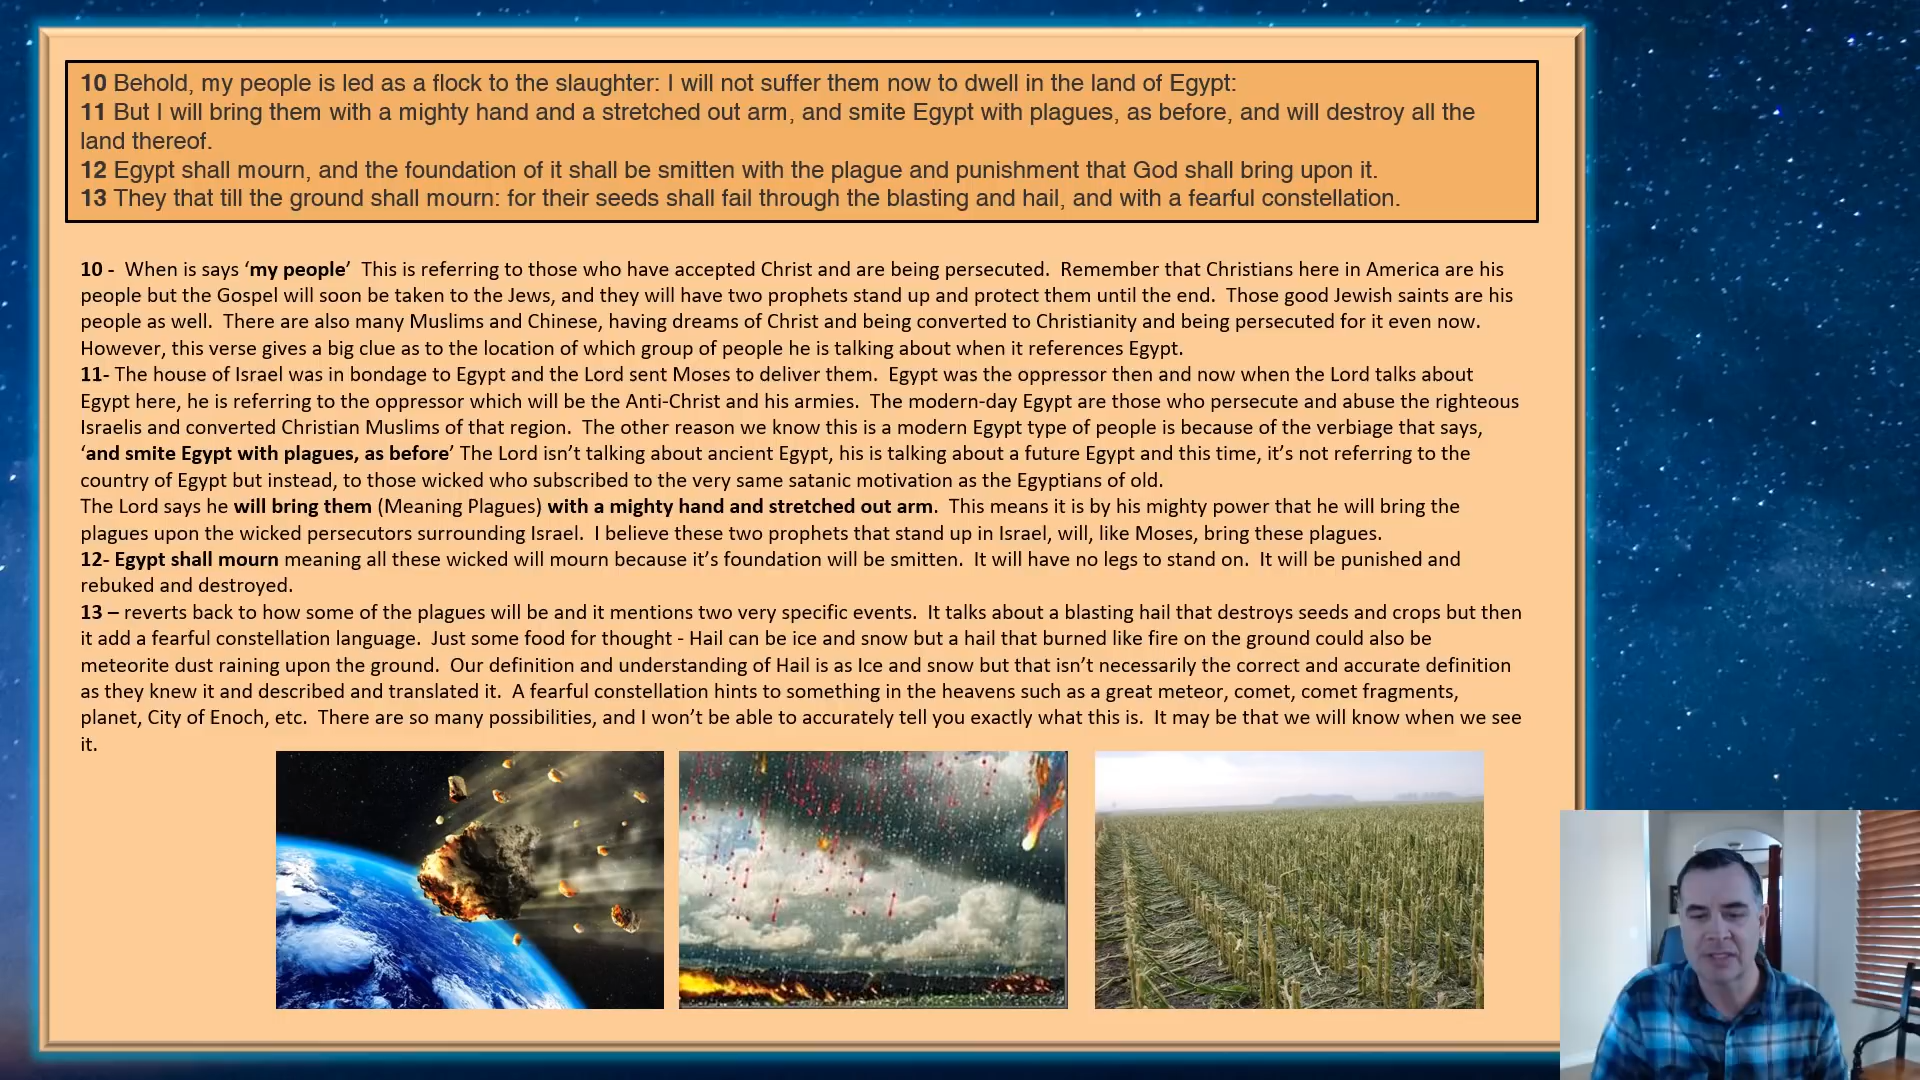 10 Behold, my people is led as a flock to the slaughter: I will not suffer them now to dwell in the land of Egypt:
11 But I will bring them with a mighty hand and a stretched out arm, and smite Egypt with plagues, as before, and will destroy all the
land thereof.
12 Egypt shall mourn, and the foundation of it shall be smitten with the plague and punishment that God shall bring upon it.
13 They that till the ground shall mourn: for their seeds shall fail through the blasting and hail, and with a fearful constellation.
10 - When is says ‘my people’ This is referring to those who have accepted Christ and are being persecuted. Remember that Christians here in America are his
people but the Gospel will soon be taken to the Jews, and they will have two prophets stand up and protect them until the end. Those good Jewish saints are his
people as well. There are also many Muslims and Chinese, having dreams of Christ and being converted to Christianity and being persecuted for it even now.
However, this verse gives a big clue as to the location of which group of people he is talking about when it references Egypt.
11- The house of Israel was in bondage to Egypt and the Lord sent Moses to deliver them. Egypt was the oppressor then and now when the Lord talks about
Egypt here, he is referring to the oppressor which will be the Anti-Christ and his armies. The modern-day Egypt are those who persecute and abuse the righteous
Israelis and converted Christian Muslims of that region. The other reason we know this is a modern Egypt type of people is because of the verbiage that says,
‘and smite Egypt with plagues, as before’ The Lord isn’t talking about ancient Egypt, his is talking about a future Egypt and this time, it’s not referring to the
country of Egypt but instead, to those wicked who subscribed to the very same satanic motivation as the Egyptians of old.
The Lord says he will bring them (Meaning Plagues) with a mighty hand and stretched out arm. This means it is by his mighty power that he will bring the
plagues upon the wicked persecutors surrounding Israel. I believe these two prophets that stand up in Israel, will, like Moses, bring these plagues.
12- Egypt shall mourn meaning all these wicked will mourn because it’s foundation will be smitten. It will have no legs to stand on. It will be punished and
rebuked and destroyed.
13 – reverts back to how some of the plagues will be and it mentions two very specific events. It talks about a blasting hail that destroys seeds and crops but then
it add a fearful constellation language. Just some food for thought - Hail can be ice and snow but a hail that burned like fire on the ground could also be
meteorite dust raining upon the ground. Our definition and understanding of Hail is as Ice and snow but that isn’t necessarily the correct and accurate definition
as they knew it and described and translated it. A fearful constellation hints to something in the heavens such as a great meteor, comet, comet fragments,
planet, City of Enoch, etc. There are so many possibilities, and I won’t be able to accurately tell you exactly what this is. It may be that we will know when we see
it.